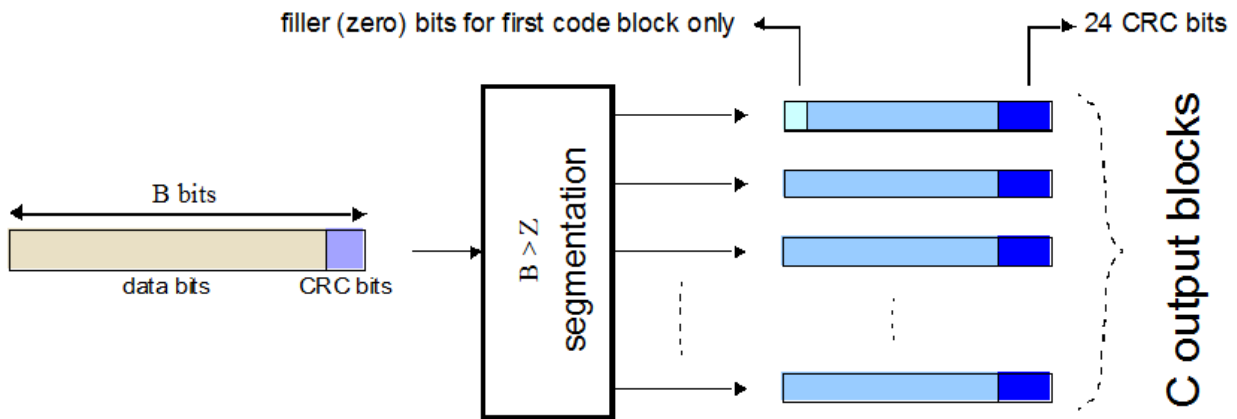 filler (zero) bits for first code block only
24 CRC bits
B bits
data bits
CRC bits
B > Z
segmentation
C output blocks